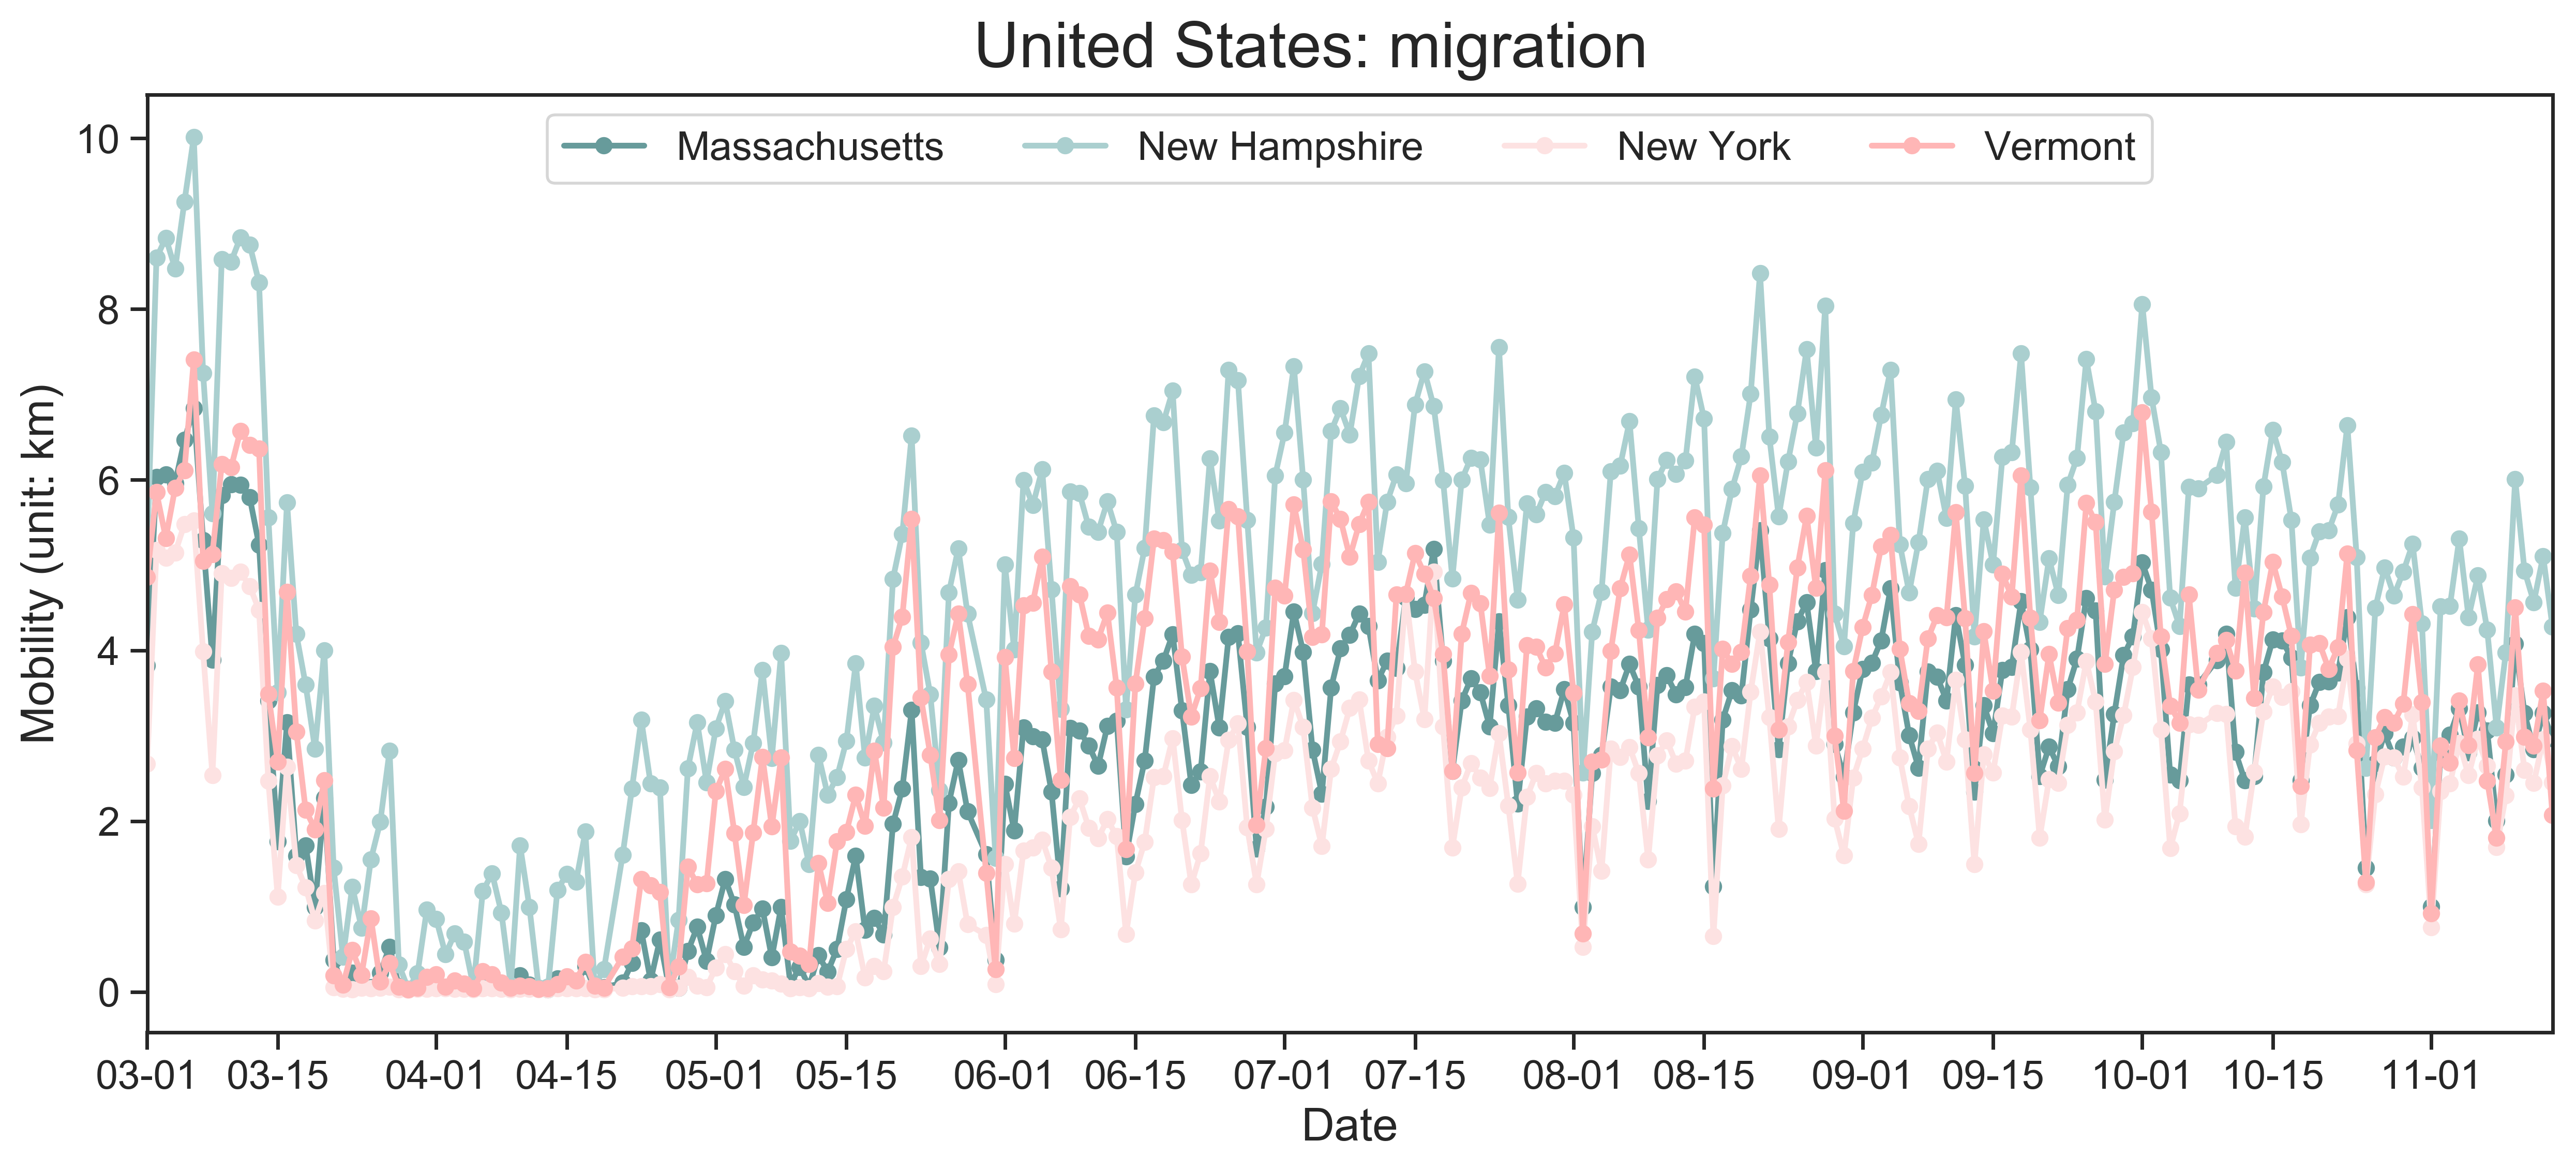 United States: migration
Massachusetts New Hampshire New York Vermont
Mobility (unit: km)
10
8
6
4
2
0
03-01 03-15 04-01 04-15 05-01 05-15 06-01 06-15 07-01 07-15 08-01 08-15 09-01 09-15 10-01 10-15 11-01
Date